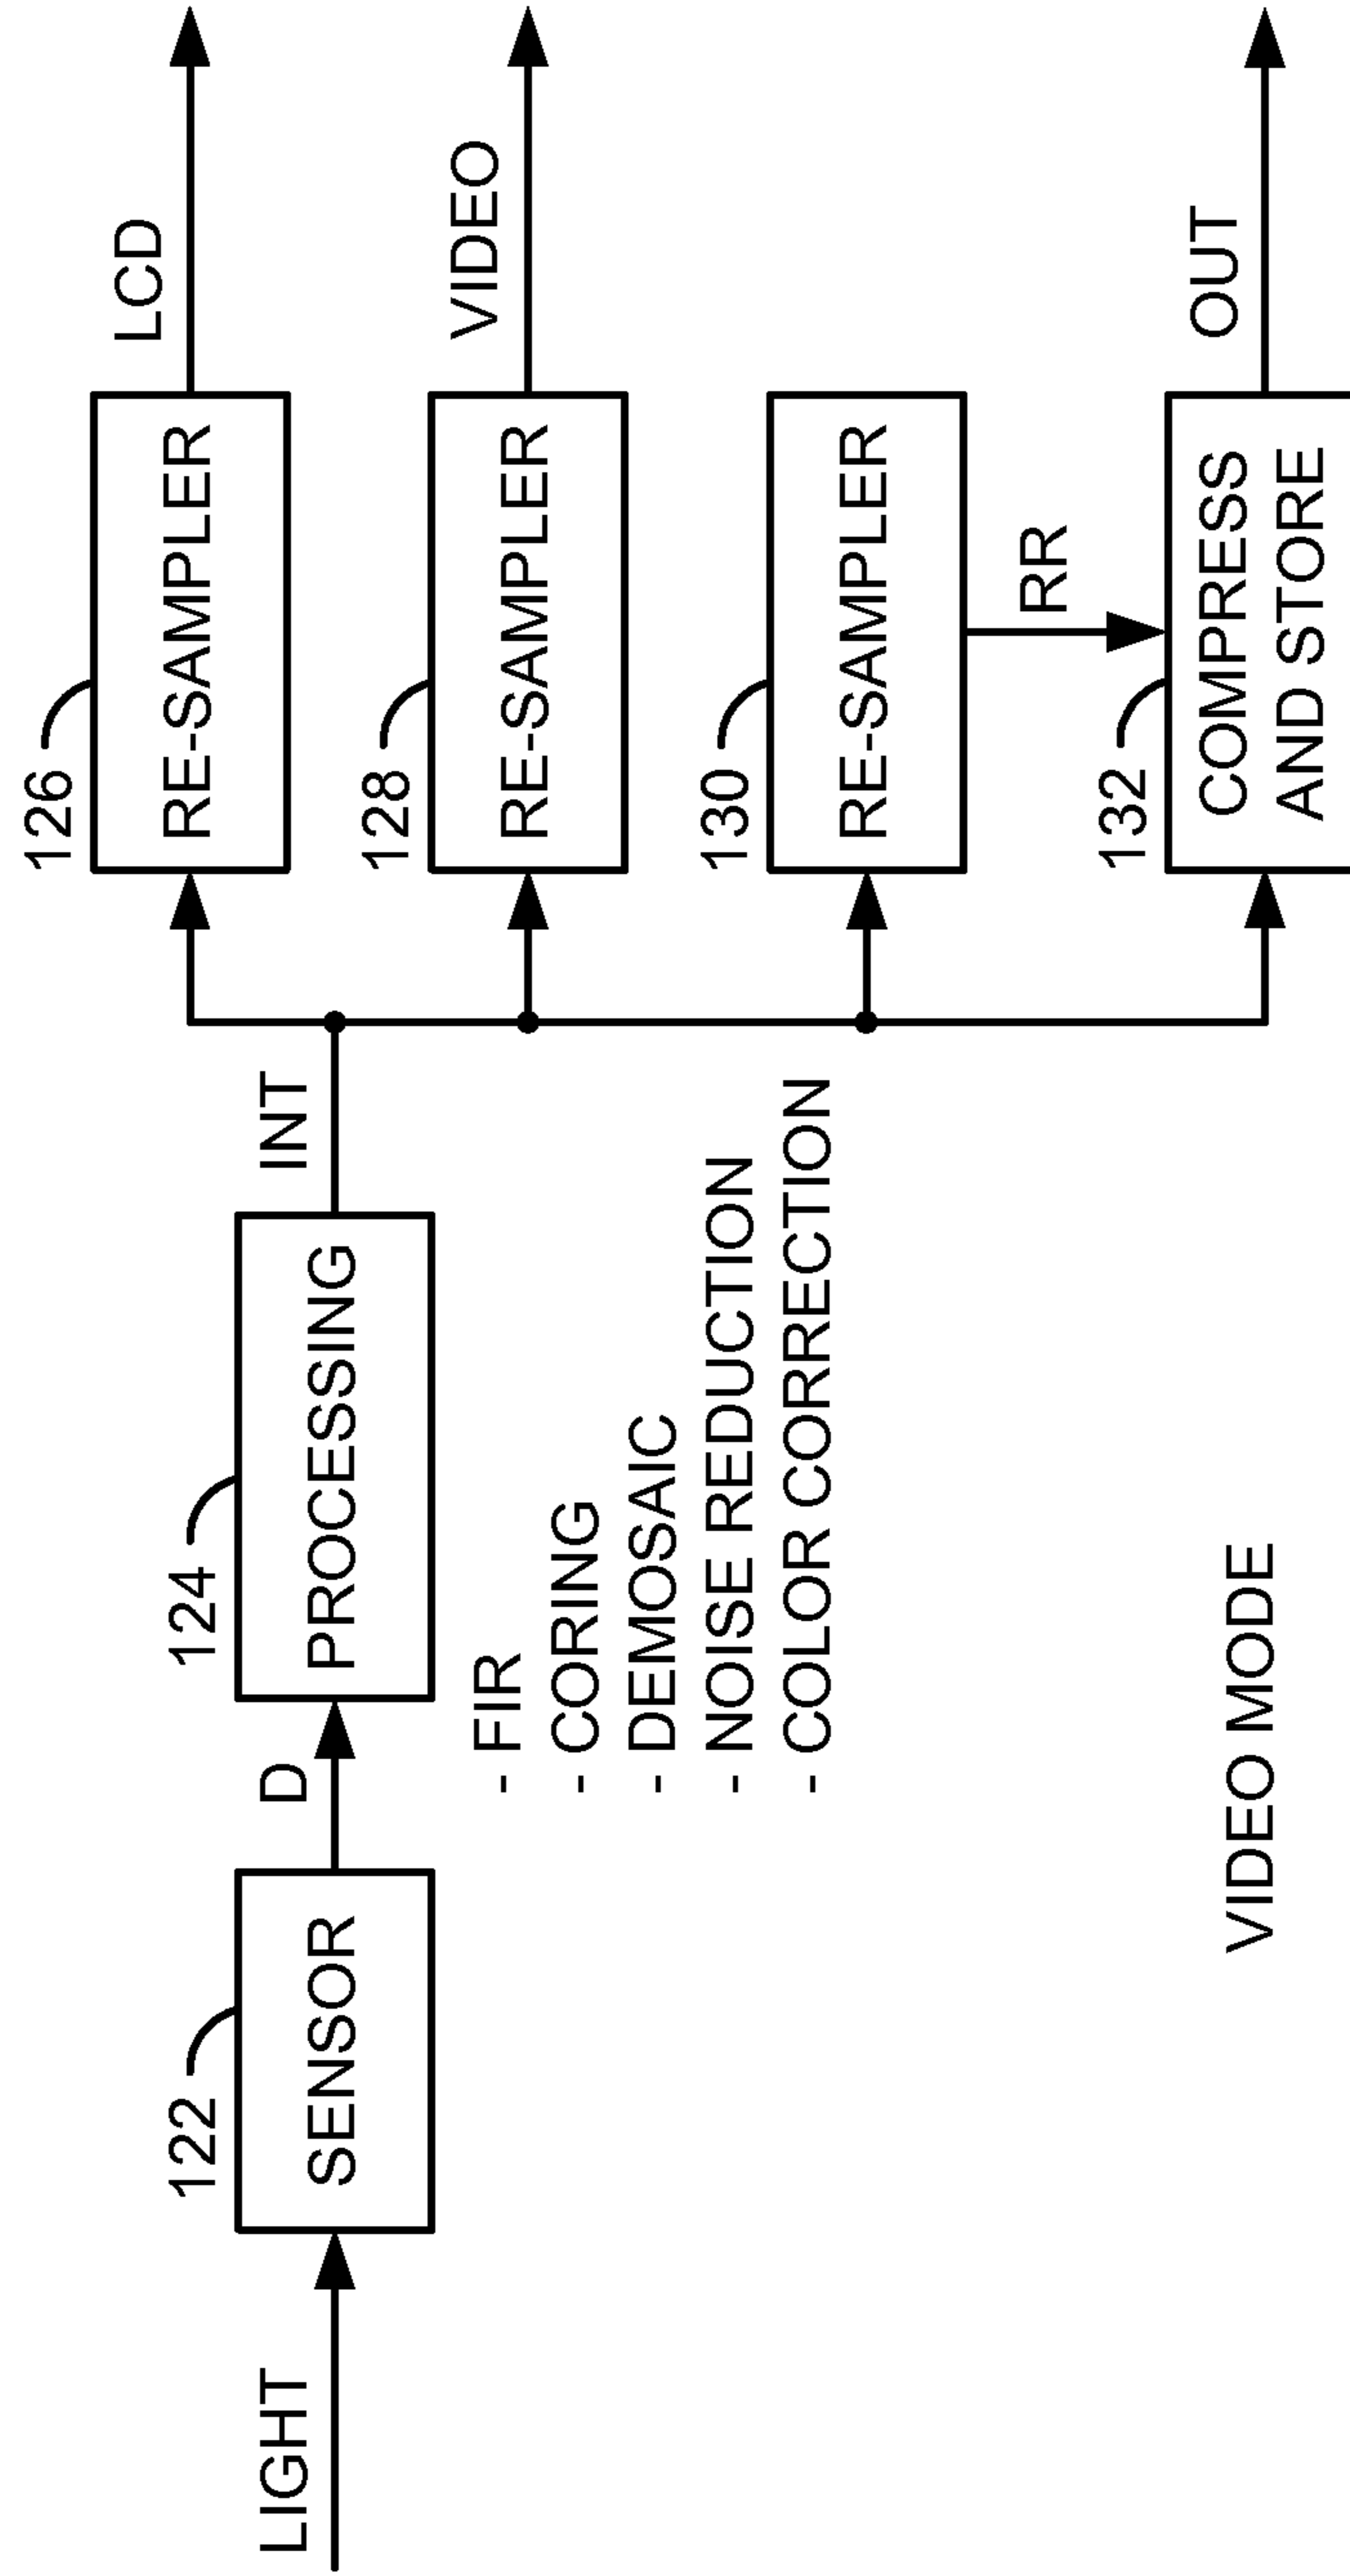 LIGHT
122
SENSOR
D
124
PROCESSING
- FIR
- CORING
- DEMOSAIC
- NOISE REDUCTION
- COLOR CORRECTION
INT
126
RE-SAMPLER
LCD
128
RE-SAMPLER
VIDEO
130
RE-SAMPLER
RR
132
COMPRESS
AND STORE
OUT
VIDEO MODE